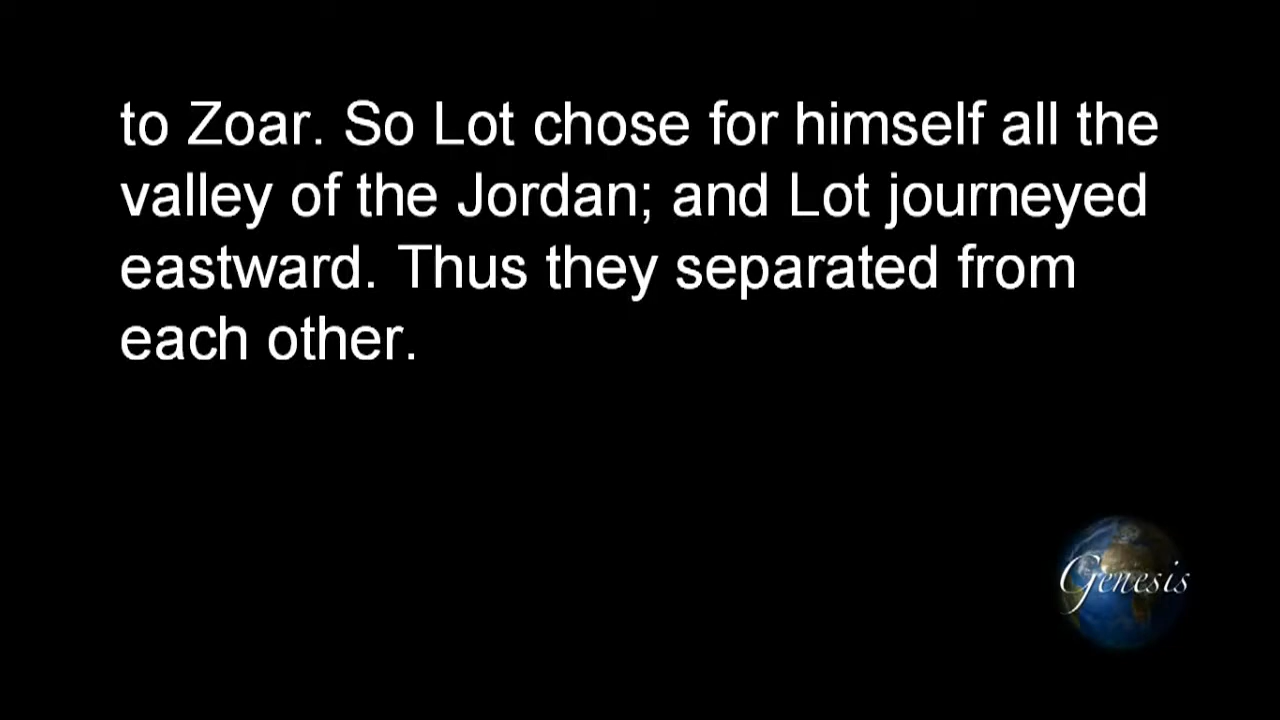 to Zoar. So Lot chose for himself all the
valley of the Jordan; and Lot journeyed
eastward. Thus they separated from
each other.
Genesis